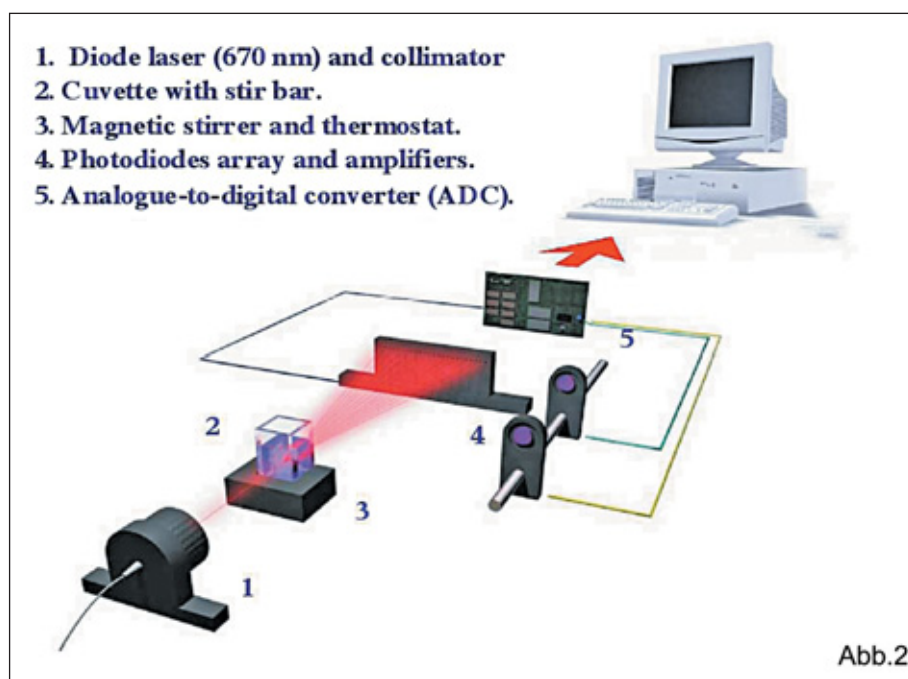 1. Diode laser (670 nm) and collimator
2. Cuvette with stir bar.
3. Magnetic stirrer and thermostat.
4. Photodiodes array and amplifiers.
5. Analogue-to-digital converter (ADC).
5
2
4
3
1
Abb.2